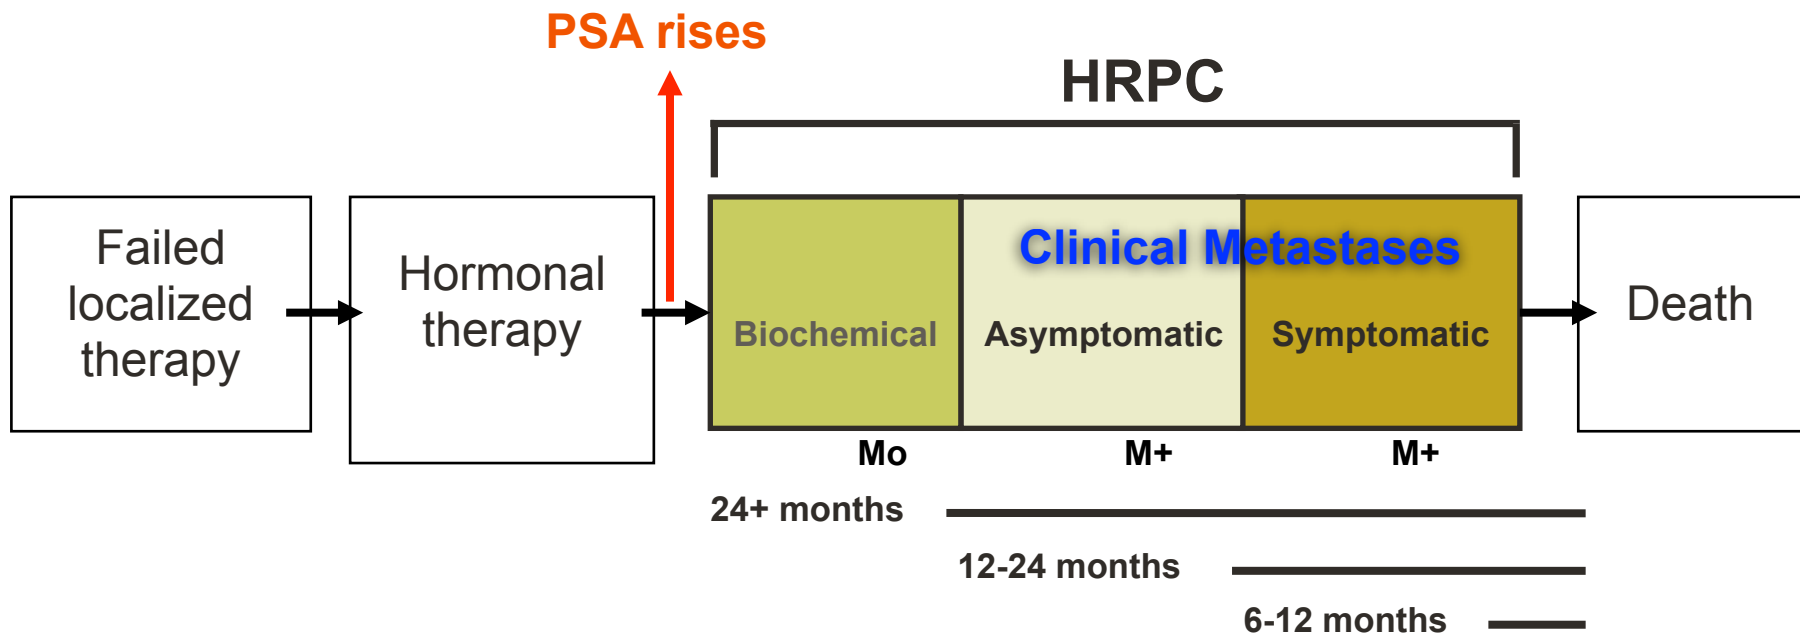 PSA rises
HRPC
Failed
localized
therapy
Hormonal
therapy
Clinical Metastases
Biochemical
Asymptomatic
Symptomatic
Death
Mo
M+
M+
24+ months
12-24 months
6-12 months